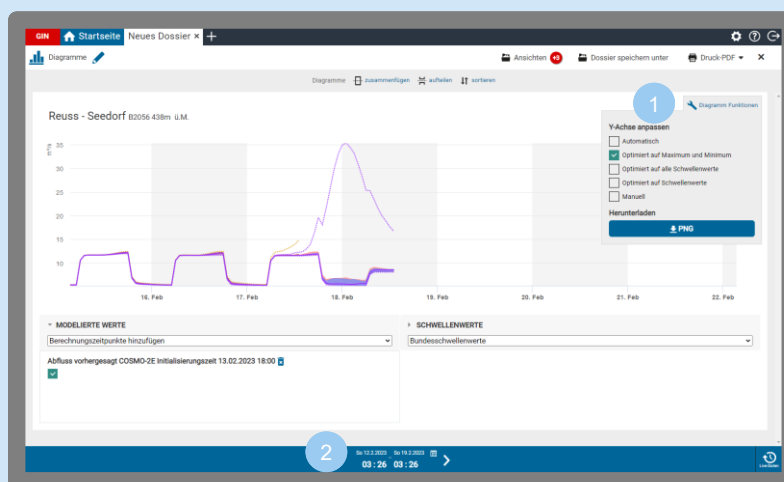 GIN Startseite Neues Dossier × +
Diagramme Ansichten +3 Dossier speichern unter Druck-PDF ×
Diagramme zusammenfügen aufteilen sortieren
1
Diagramm Funktionen
Reuss - Seedorf B2056 438m ü.M.
Y-Achse anpassen
Automatisch
Optimiert auf Maximum und Minimum
Optimiert auf alle Schwellenwerte
Optimiert auf Schwellenwerte
Manuell
Herunterladen
PNG
m³/s
35
30
25
20
15
10
16. Feb 17. Feb 18. Feb 19. Feb 20. Feb 21. Feb 22. Feb
MODELIERTE WERTE
Berechnungszeitpunkte hinzufügen
Abfluss vorhergesagt COSMO-2E Initialisierungszeit 13.02.2023 18:00
SCHWELLENWERTE
Bundesschwellenwerte
2
So 12.2.2023 - So 19.2.2023
03 : 26 03 : 26